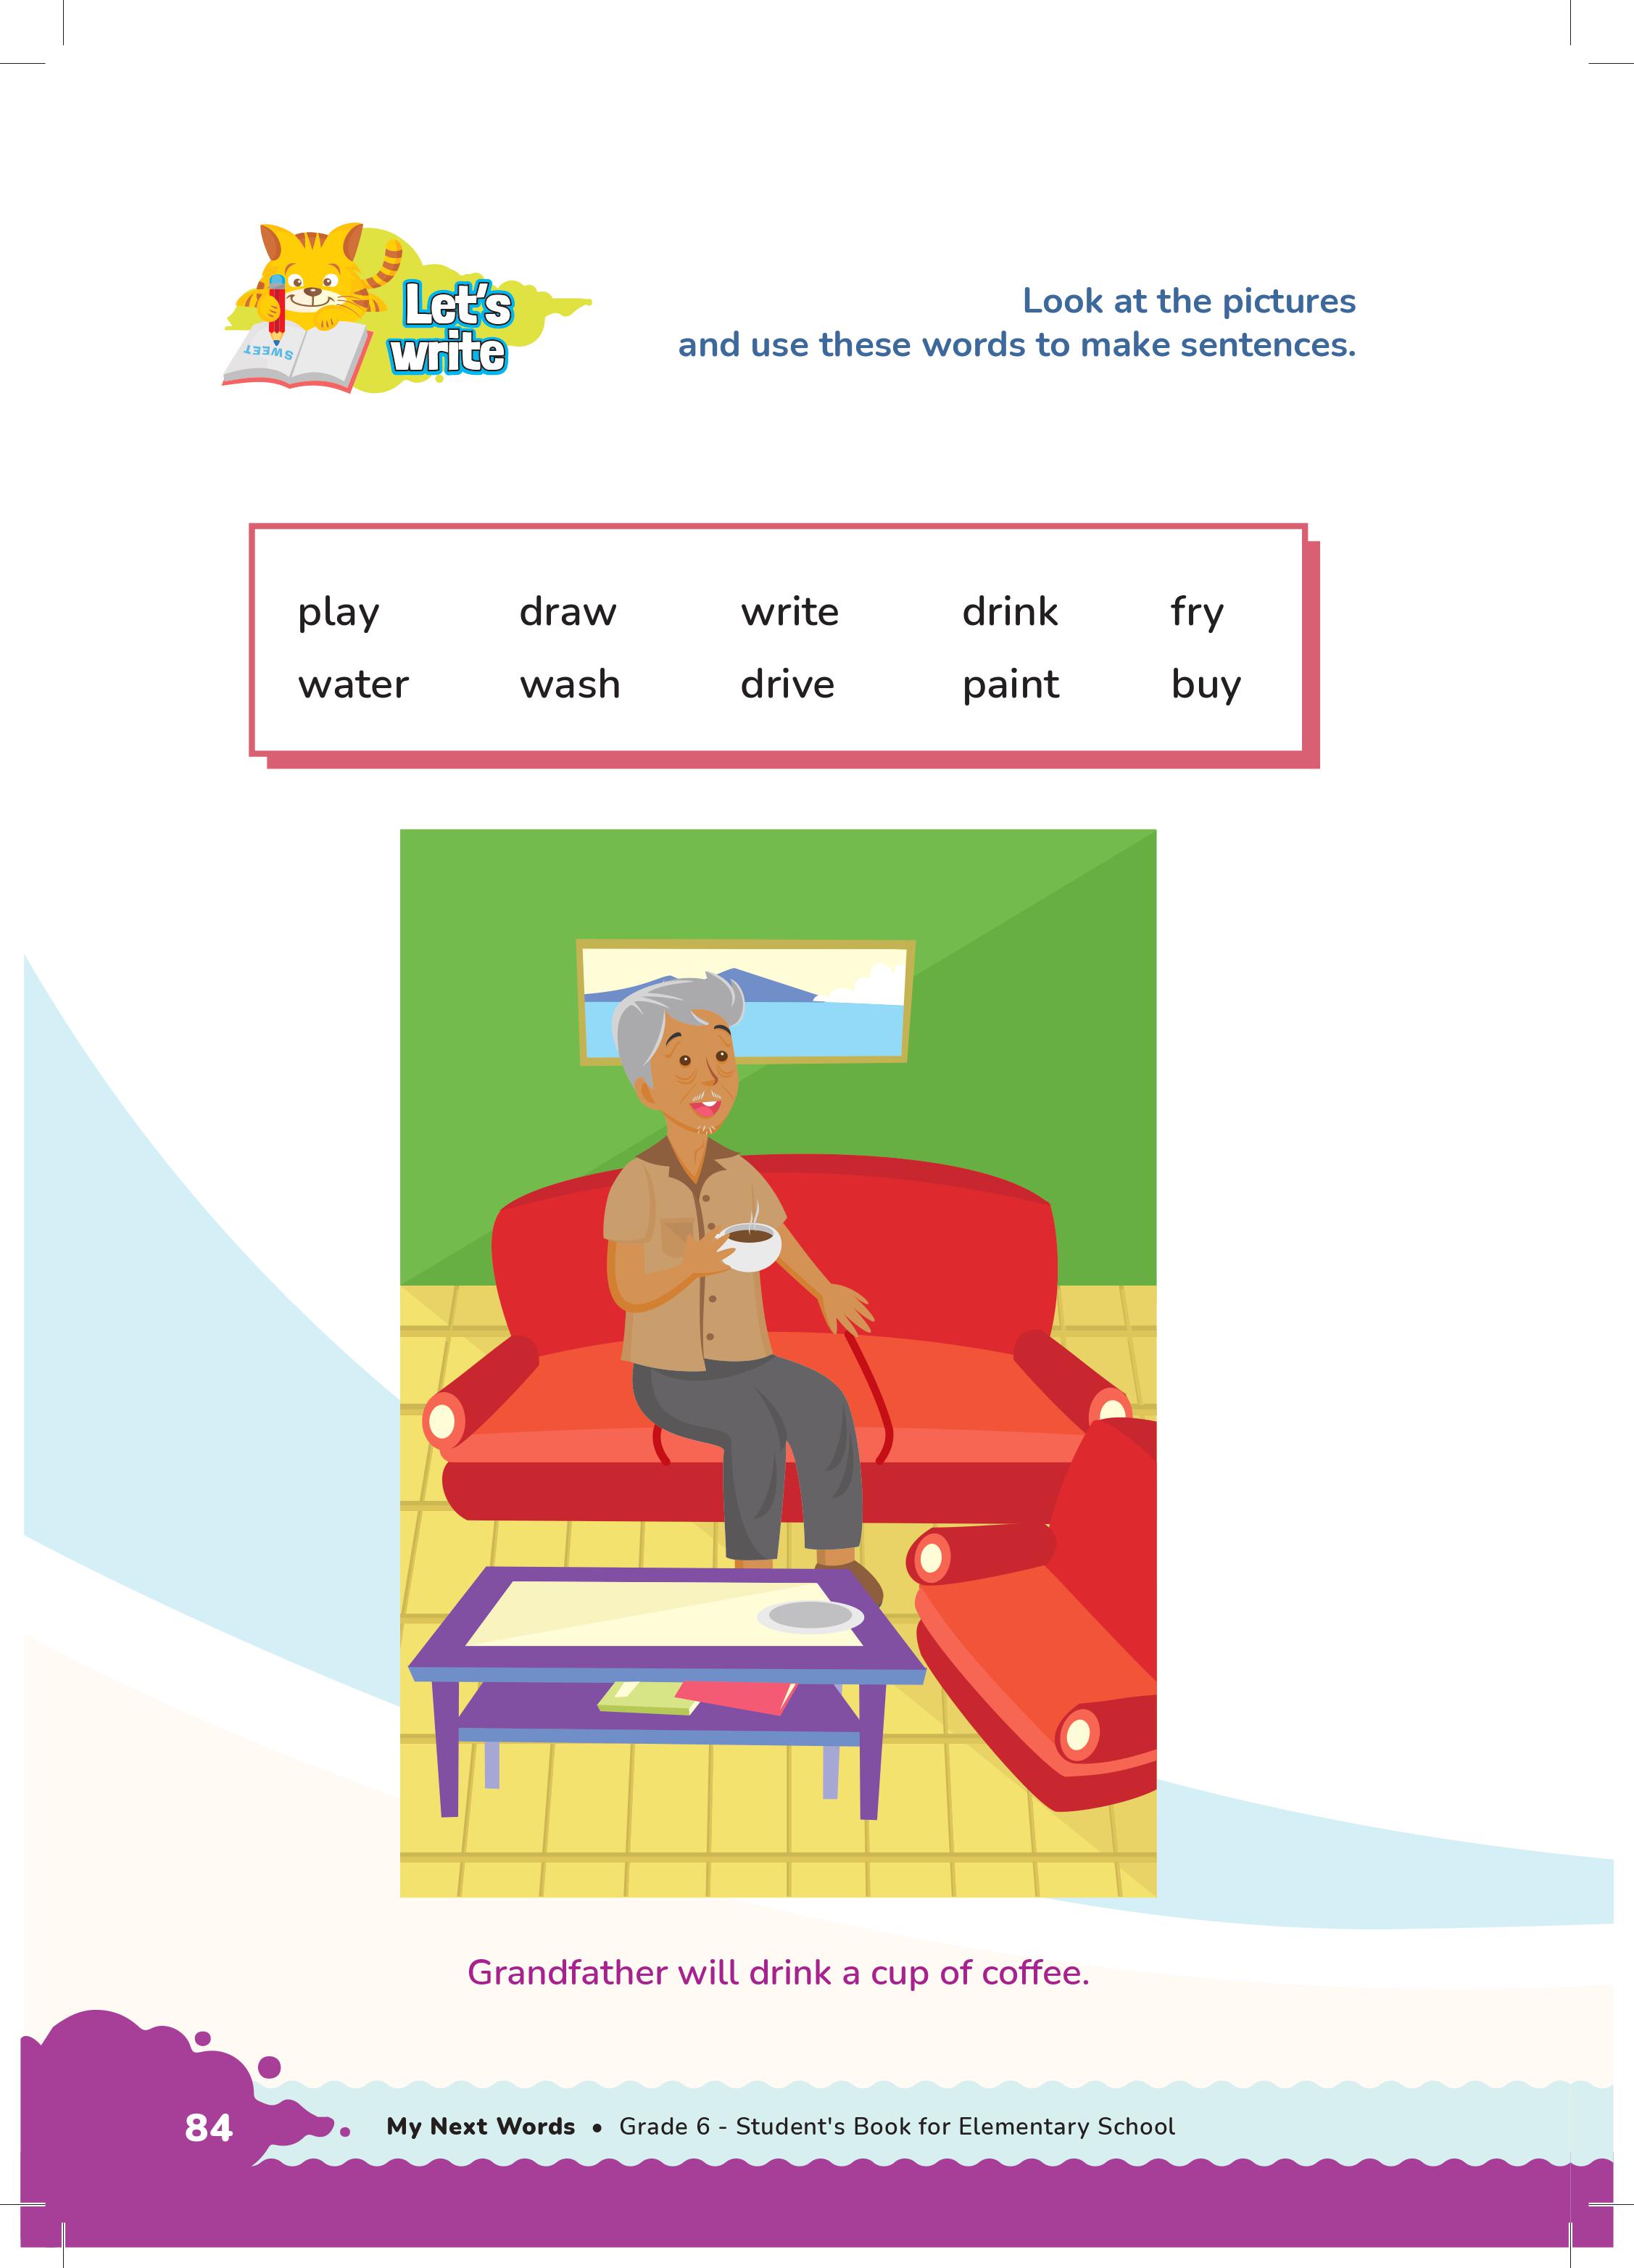 Let's
write
SWEET
Look at the pictures
and use these words to make sentences.
play draw write drink fry
water wash drive paint buy
Grandfather will drink a cup of coffee.
84 My Next Words • Grade 6 - Student's Book for Elementary School